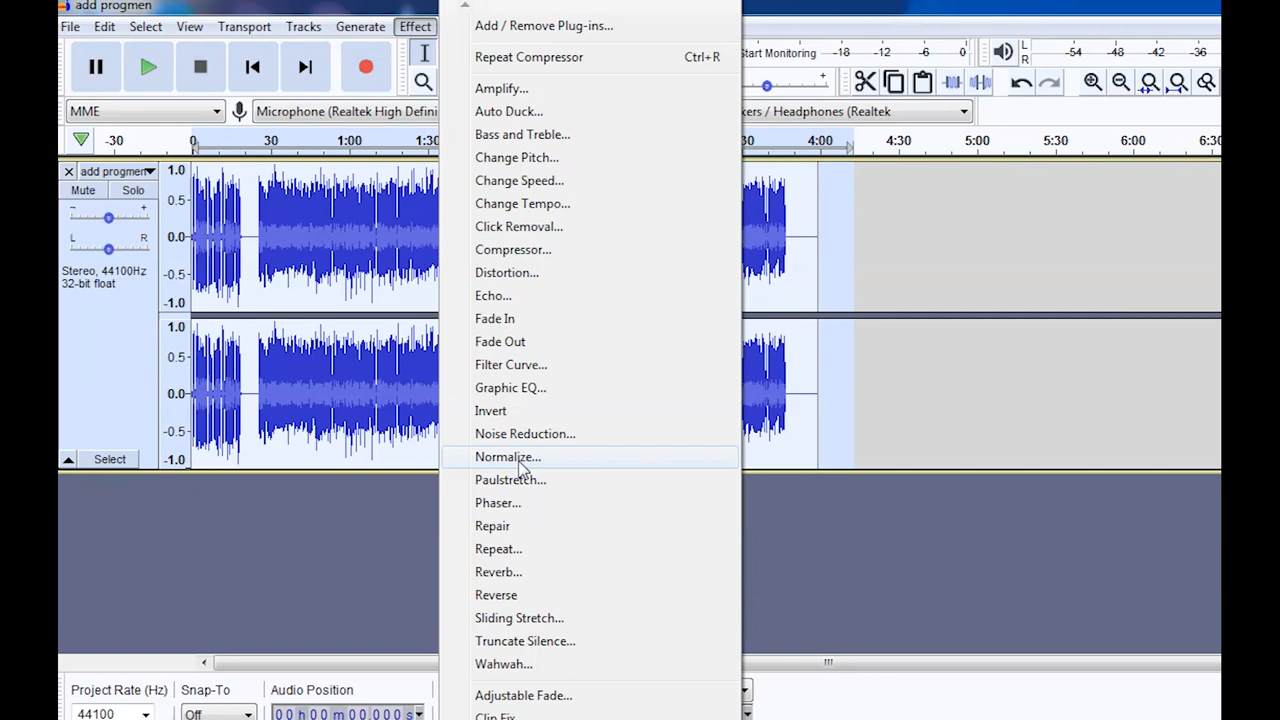 add progmen
File Edit Select View Transport Tracks Generate Effect
Add / Remove Plug-ins...
Repeat Compressor Ctrl+R
Amplify...
Auto Duck...
Bass and Treble...
Change Pitch...
Change Speed...
Change Tempo...
Click Removal...
Compressor...
Distortion...
Echo...
Fade In
Fade Out
Filter Curve...
Graphic EQ...
Invert
Noise Reduction...
Normalize...
Paulstretch...
Phaser...
Repair
Repeat...
Reverb...
Reverse
Sliding Stretch...
Truncate Silence...
Wahwah...
Adjustable Fade...
Clip Fix
Start Monitoring -18 -12 -6 0
L
R
-54 -48 -42 -36
- +
MME
Microphone (Realtek High Defini
kers / Headphones (Realtek
-30 0 30 1:00 1:30
30 4:00 4:30 5:00 5:30 6:00 6:30
add progmen
Mute Solo
- +
L R
Stereo, 44100Hz
32-bit float
Select
1.0
0.5
0.0
-0.5
-1.0
1.0
0.5
0.0
-0.5
-1.0
Project Rate (Hz) Snap-To Audio Position
44100 Off 00 h 00 m 00.000 s